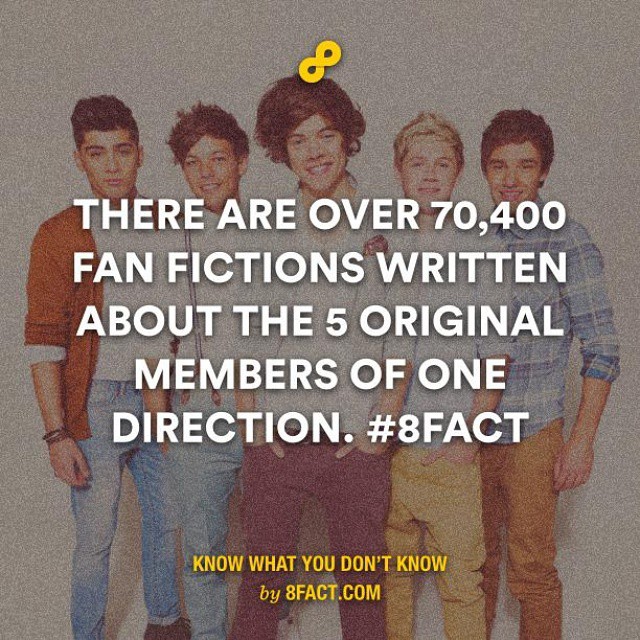 THERE ARE OVER 70,400
FAN FICTIONS WRITTEN
ABOUT THE 5 ORIGINAL
MEMBERS OF ONE
DIRECTION. #8FACT
KNOW WHAT YOU DON'T KNOW
by 8FACT.COM